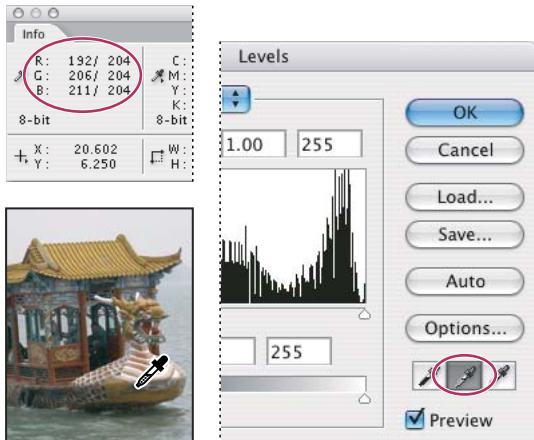 Info
R: 192/ 204
G: 206/ 204
B: 211/ 204
8-bit
C:
M:
Y:
K:
8-bit
X: 20.602
Y: 6.250
W:
H:
Levels
1.00 255
255
OK
Cancel
Load...
Save...
Auto
Options...
Preview